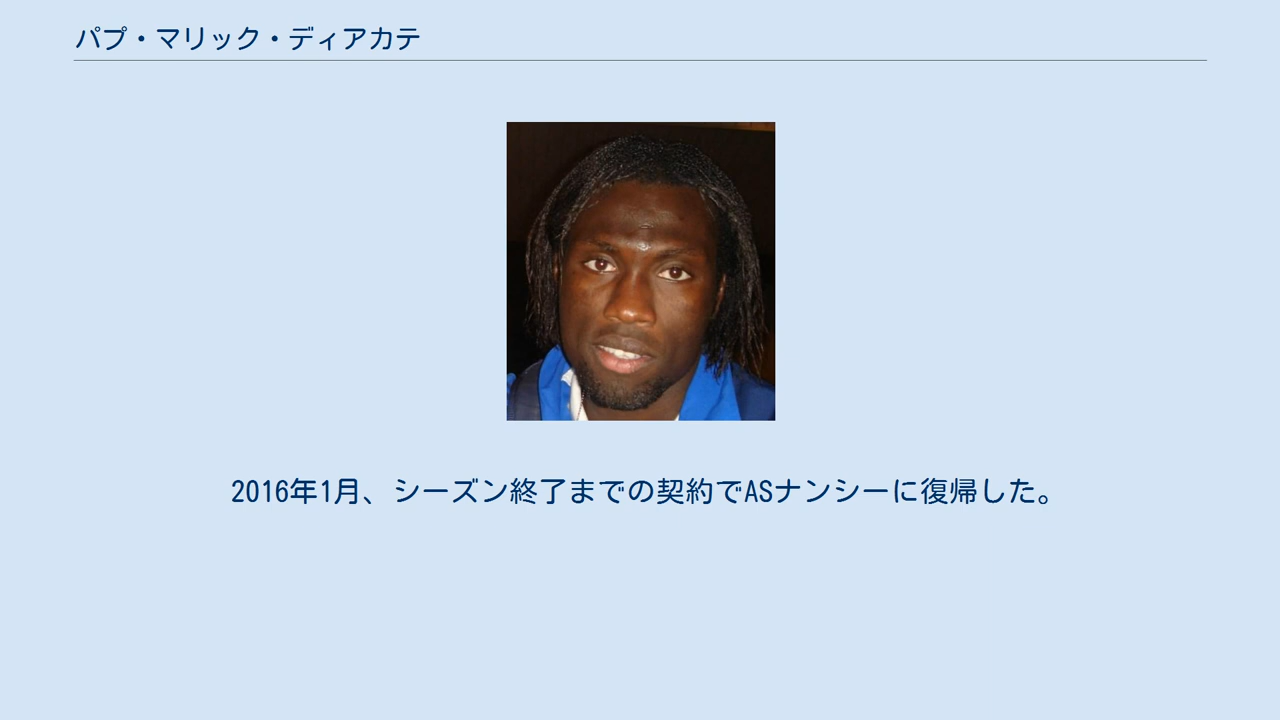 パプ・マリック・ディアカテ
2016年1月、シーズン終了までの契約でASナンシーに復帰した。